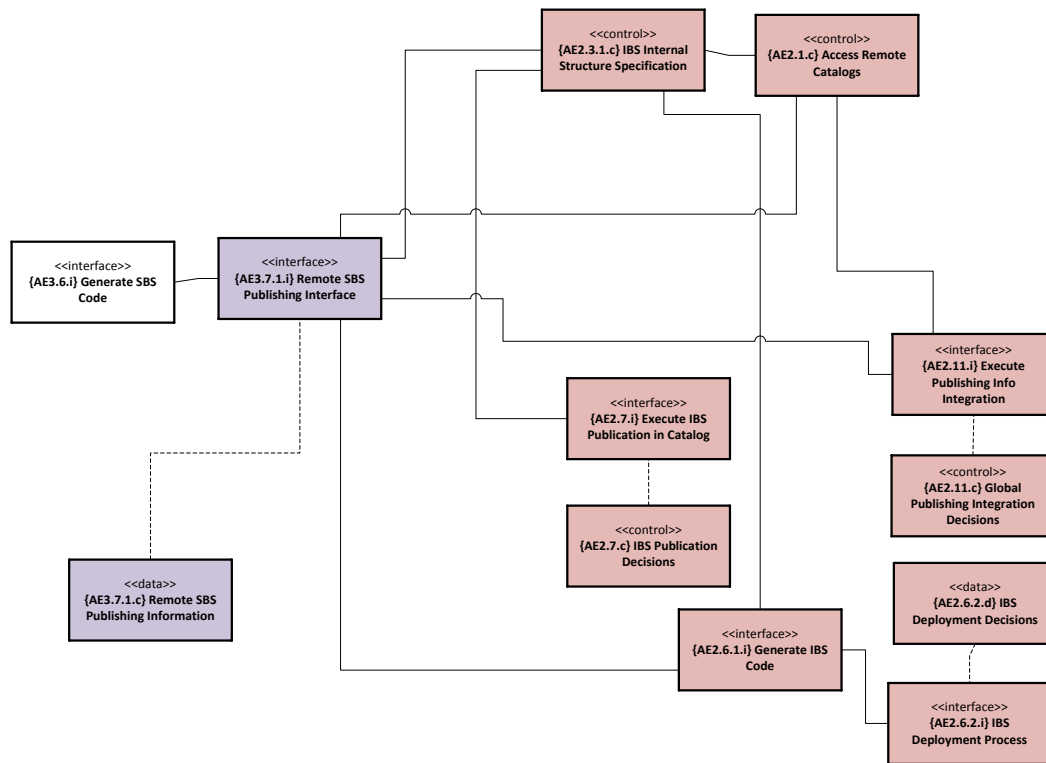 <<control>>
{AE2.3.1.c} IBS Internal
Structure Specification
<<control>>
{AE2.1.c} Access Remote
Catalogs
<<interface>>
{AE3.6.i} Generate SBS
Code
<<interface>>
{AE3.7.1.i} Remote SBS
Publishing Interface
<<interface>>
{AE2.11.i} Execute
Publishing Info
Integration
<<interface>>
{AE2.7.i} Execute IBS
Publication in Catalog
<<control>>
{AE2.11.c} Global
Publishing Integration
Decisions
<<control>>
{AE2.7.c} IBS Publication
Decisions
<<data>>
{AE3.7.1.c} Remote SBS
Publishing Information
<<data>>
{AE2.6.2.d} IBS
Deployment Decisions
<<interface>>
{AE2.6.1.i} Generate IBS
Code
<<interface>>
{AE2.6.2.i} IBS
Deployment Process